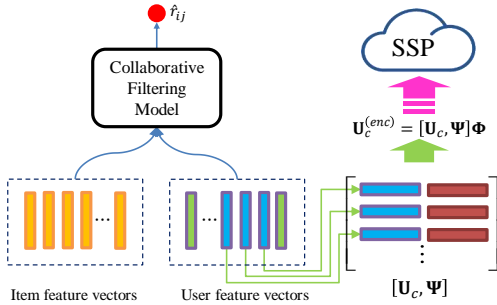 r̂ᵢⱼ
SSP
Collaborative
Filtering
Model
U_c^(enc) = [U_c, Ψ]Φ
...
...
⋮
[U_c, Ψ]
Item feature vectors
User feature vectors